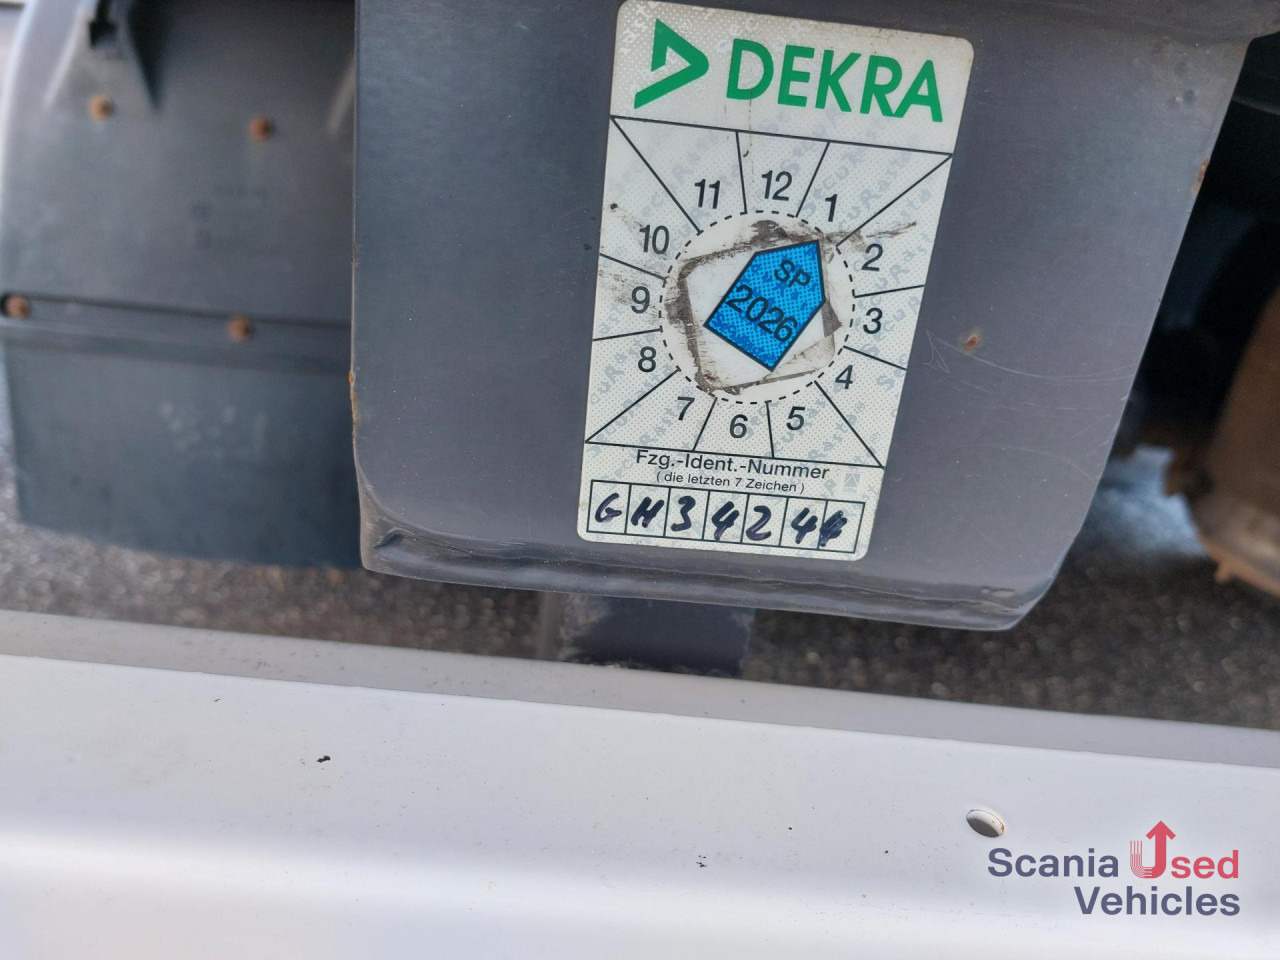 DEKRA
11 12 1
10 2
9 3
8 4
7 6 5
SP
2026
Fzg.-Ident.-Nummer
( die letzten 7 Zeichen )
Scania Used
Vehicles